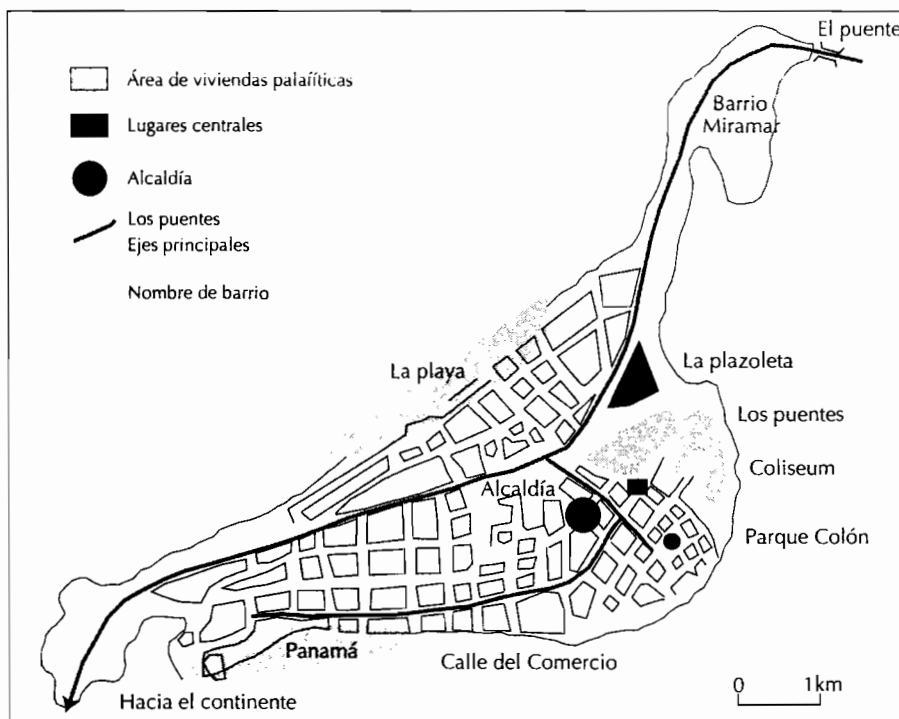 El puente
Área de viviendas palafíticas
Barrio
Miramar
Lugares centrales
Alcaldía
Los puentes
Ejes principales
Nombre de barrio
La playa
La plazoleta
Los puentes
Coliseum
Alcaldía
Parque Colón
Panamá
Calle del Comercio
Hacia el continente
0 1km